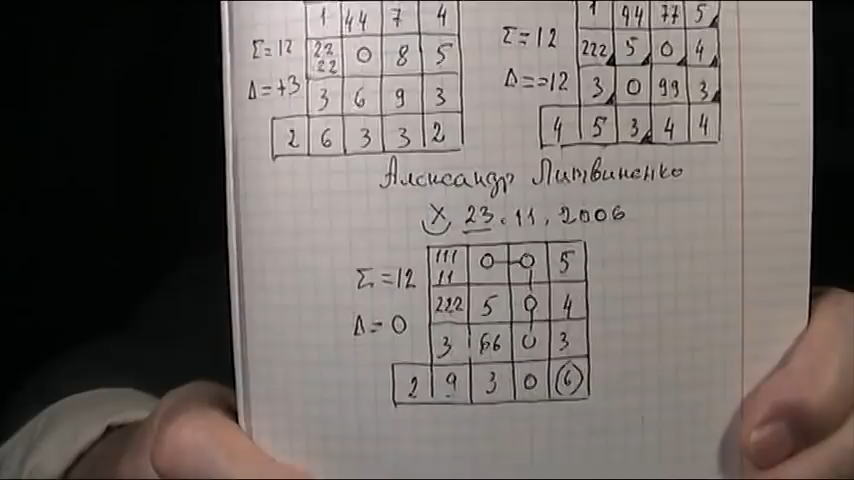 1 44 7 4
Σ=12 22 22 0 8 5
Δ=+3 3 6 9 3
2 6 3 3 2
1 44 77 5
Σ=12 222 5 0 4
Δ=-12 3 0 99 3
4 5 3 4 4
Александр Литвиненко
X 23.11.2006
111 11 0 0 5
Σ=12 222 5 0 4
Δ=0 3 66 0 3
2 9 3 0 6